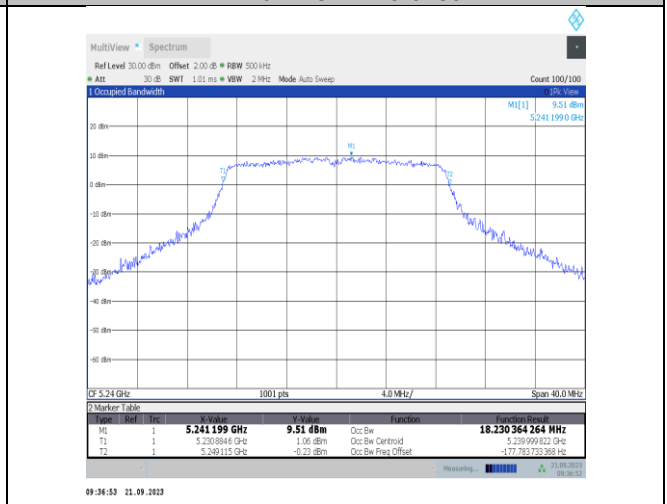 MultiView Spectrum
Ref Level 30.00 dBm Offset 2.00 dB RBW 500 kHz
Att 30 dB SWT 1.01 ms VBW 2 MHz Mode Auto Sweep Count 100/100
1 Occupied Bandwidth 1Pk View
M1[1] 9.51 dBm
5.2411990 GHz
20 dBm
M1
10 dBm
T1 T2
0 dBm
-10 dBm
-20 dBm
-30 dBm
-40 dBm
-50 dBm
-60 dBm
CF 5.24 GHz 1001 pts 4.0 MHz/ Span 40.0 MHz
2 Marker Table
Type Ref Trc X-Value Y-Value Function Function Result
M1 1 5.241199 GHz 9.51 dBm Occ Bw 18.230 364 264 MHz
T1 1 5.2308846 GHz 1.06 dBm Occ Bw Centroid 5.239999822 GHz
T2 1 5.249115 GHz -0.23 dBm Occ Bw Freq Offset -177.783733368 Hz
Measuring... 21.09.2023
09:36:52
09:36:53 21.09.2023